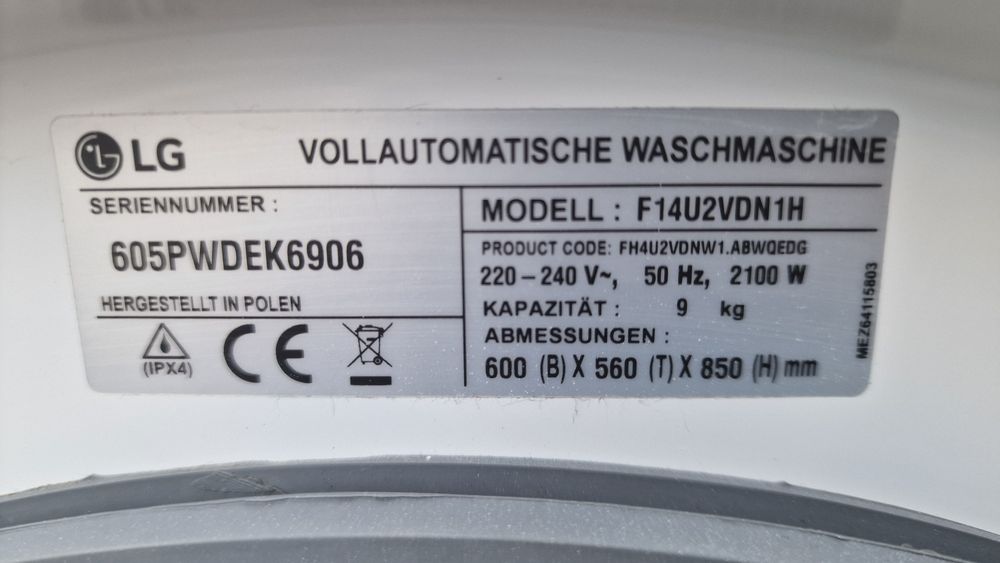 LG VOLLAUTOMATISCHE WASCHMASCHINE
SERIENNUMMER :
605PWDEK6906
HERGESTELLT IN POLEN
(IPX4)
CE
MODELL : F14U2VDN1H
PRODUCT CODE: FH4U2VDNW1.ABWQEDG
220 – 240 V~, 50 Hz, 2100 W
KAPAZITÄT : 9 kg
ABMESSUNGEN :
600 (B) X 560 (T) X 850 (H) mm
MEZ64115803